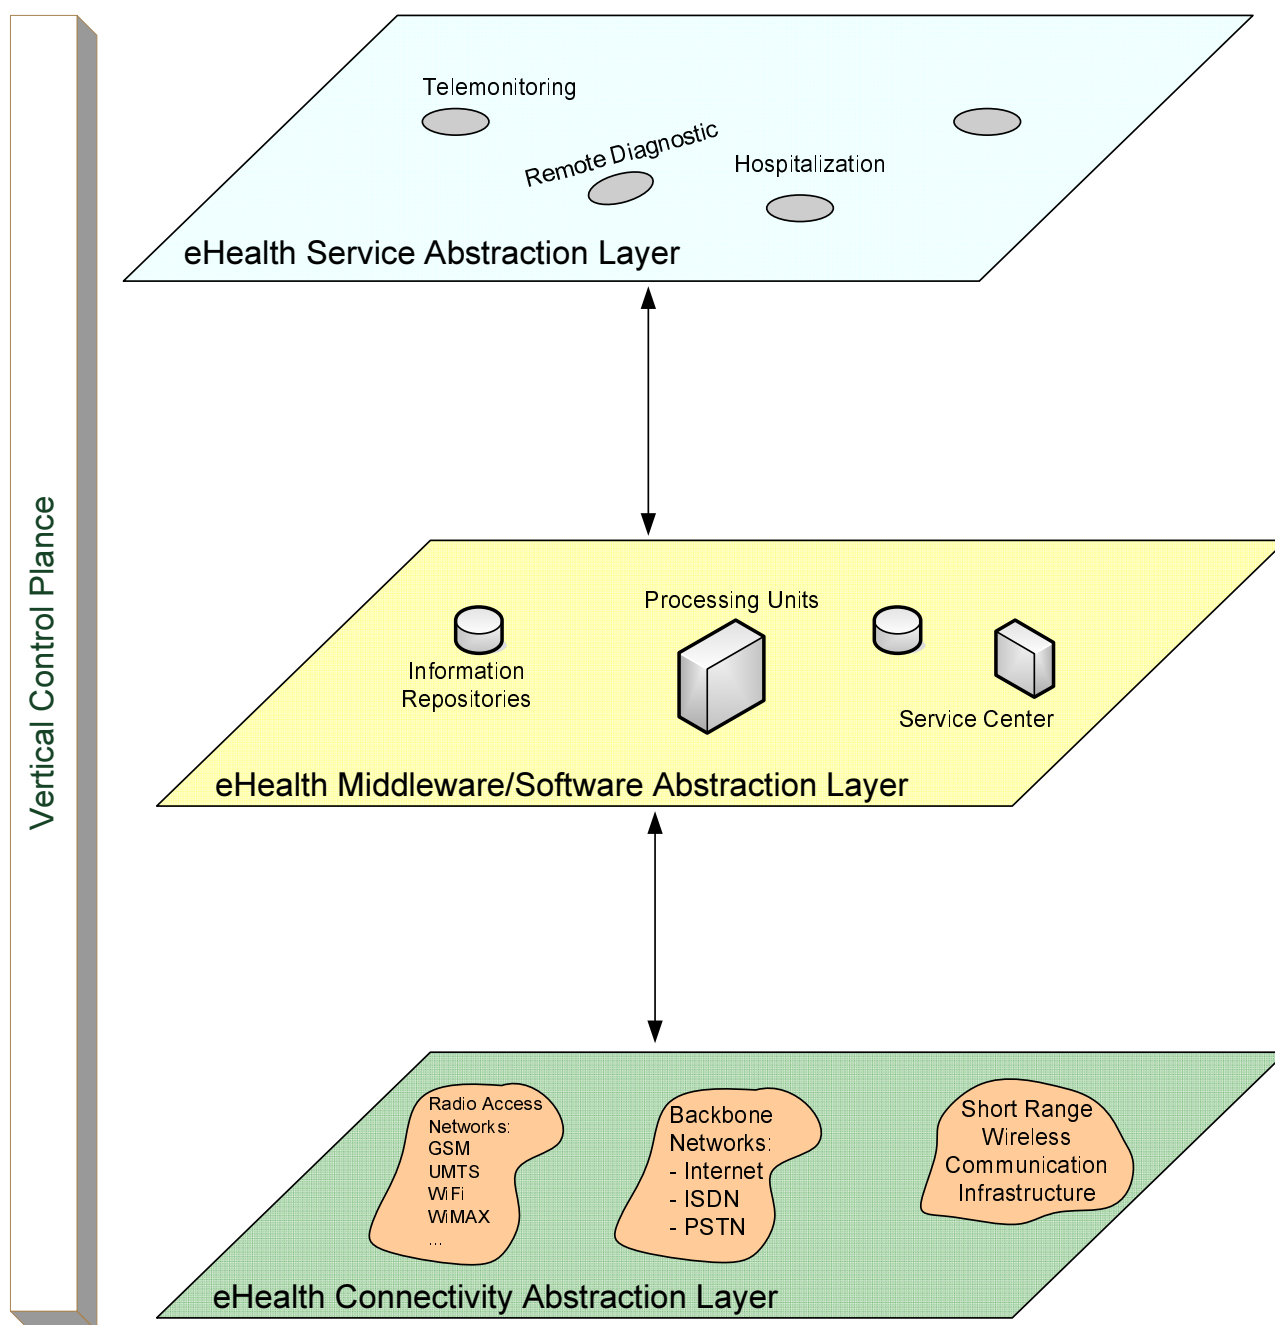 Vertical Control Plance
Telemonitoring
Remote Diagnostic
Hospitalization
eHealth Service Abstraction Layer
Processing Units
Information
Repositories
Service Center
eHealth Middleware/Software Abstraction Layer
Radio Access
Networks:
GSM
UMTS
WiFi
WiMAX
...
Backbone
Networks:
- Internet
- ISDN
- PSTN
Short Range
Wireless
Communication
Infrastructure
eHealth Connectivity Abstraction Layer